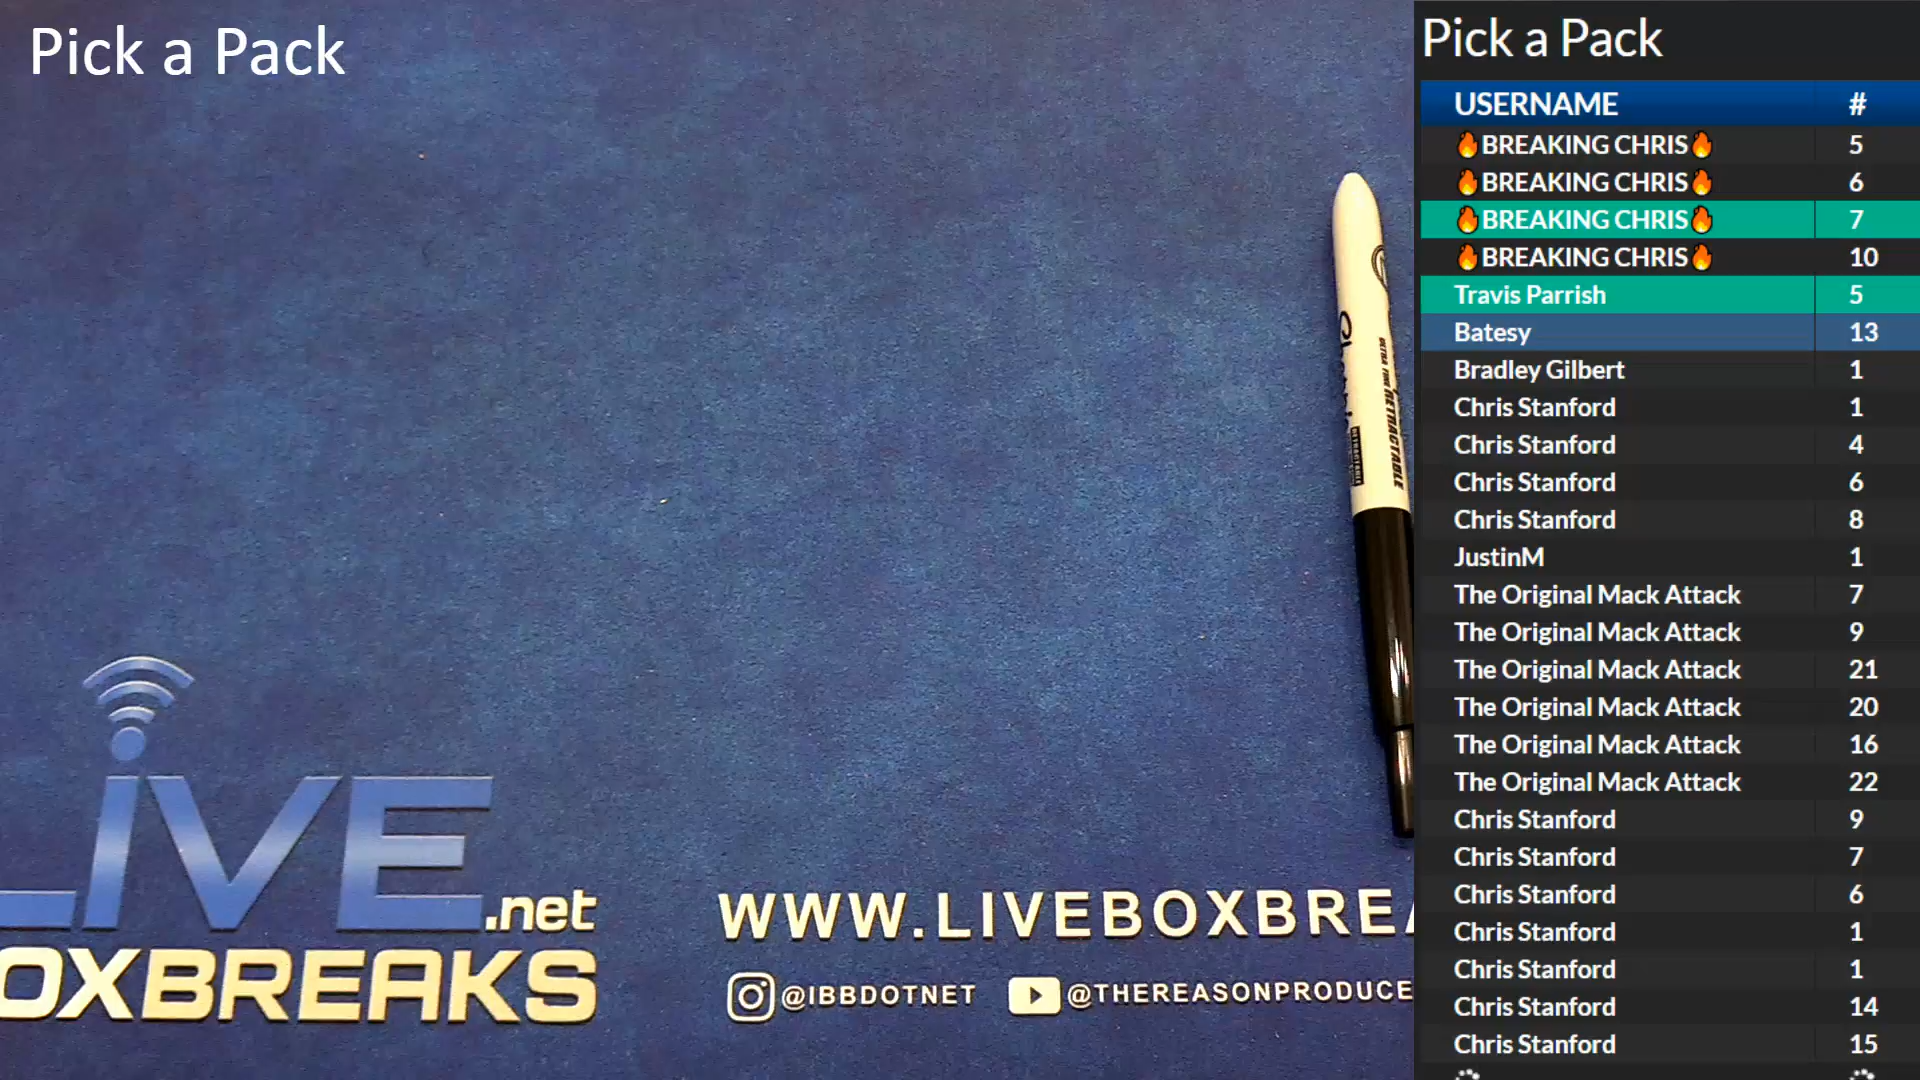 Pick a Pack
LiVE.net
OXBREAKS
WWW.LIVEBOXBREA
@IBBDOTNET @THEREASONPRODUCE
RETRACTABLE
Pick a Pack
USERNAME #
🔥BREAKING CHRIS🔥 5
🔥BREAKING CHRIS🔥 6
🔥BREAKING CHRIS🔥 7
🔥BREAKING CHRIS🔥 10
Travis Parrish 5
Batesy 13
Bradley Gilbert 1
Chris Stanford 1
Chris Stanford 4
Chris Stanford 6
Chris Stanford 8
JustinM 1
The Original Mack Attack 7
The Original Mack Attack 9
The Original Mack Attack 21
The Original Mack Attack 20
The Original Mack Attack 16
The Original Mack Attack 22
Chris Stanford 9
Chris Stanford 7
Chris Stanford 6
Chris Stanford 1
Chris Stanford 1
Chris Stanford 14
Chris Stanford 15